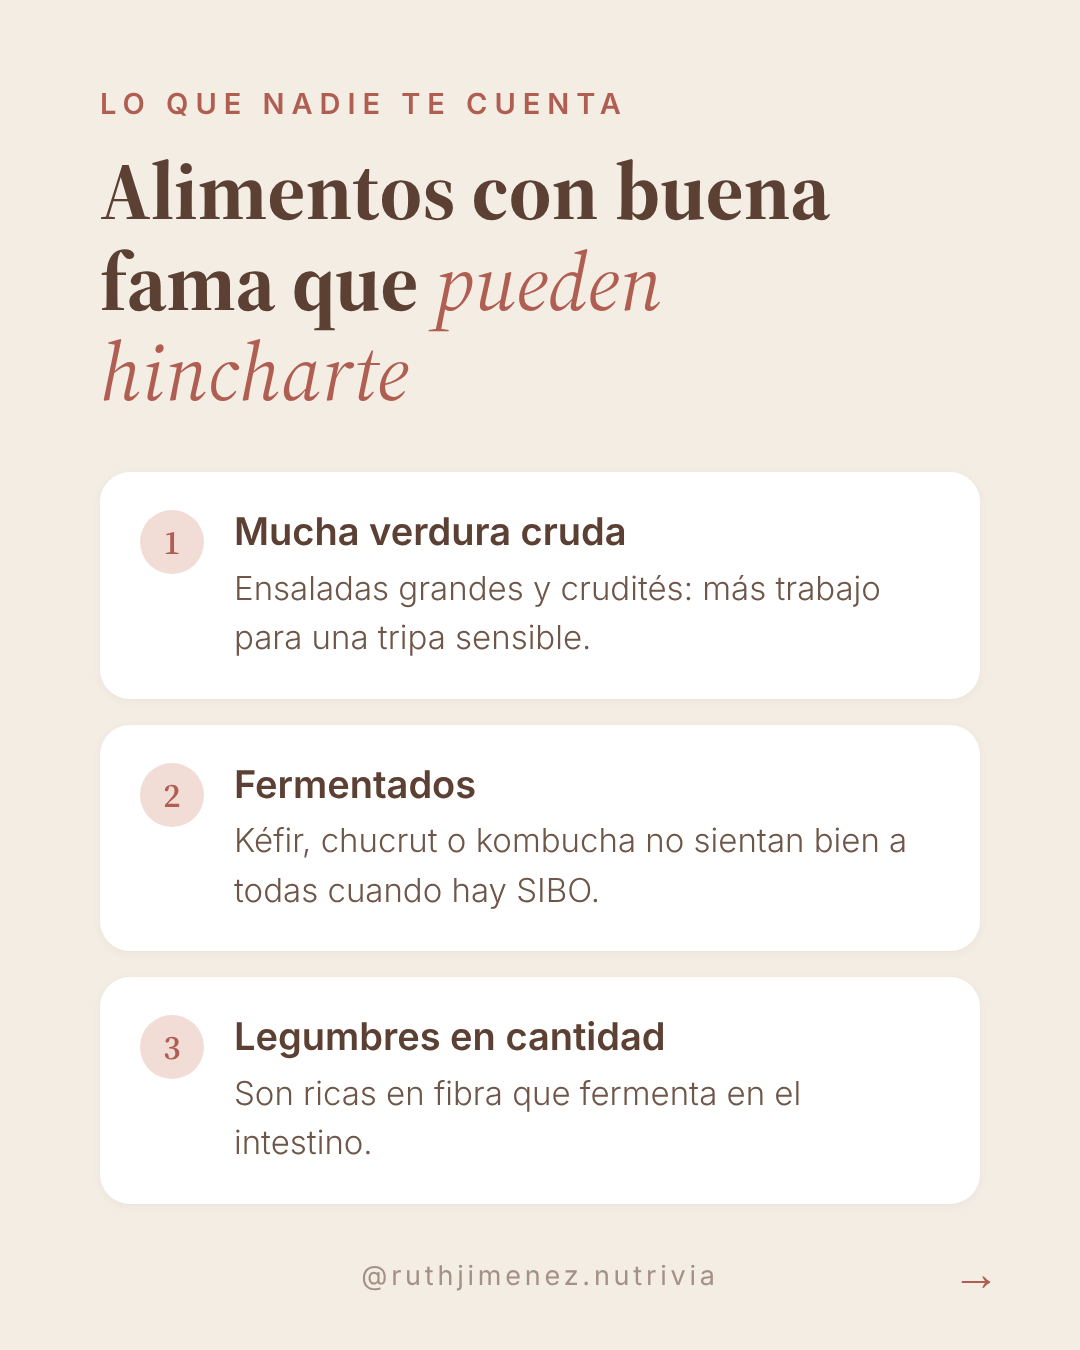 LO QUE NADIE TE CUENTA
Alimentos con buena
fama que pueden
hincharte
1
Mucha verdura cruda
Ensaladas grandes y crudités: más trabajo
para una tripa sensible.
2
Fermentados
Kéfir, chucrut o kombucha no sientan bien a
todas cuando hay SIBO.
3
Legumbres en cantidad
Son ricas en fibra que fermenta en el
intestino.
@ruthjimenez.nutrivia →